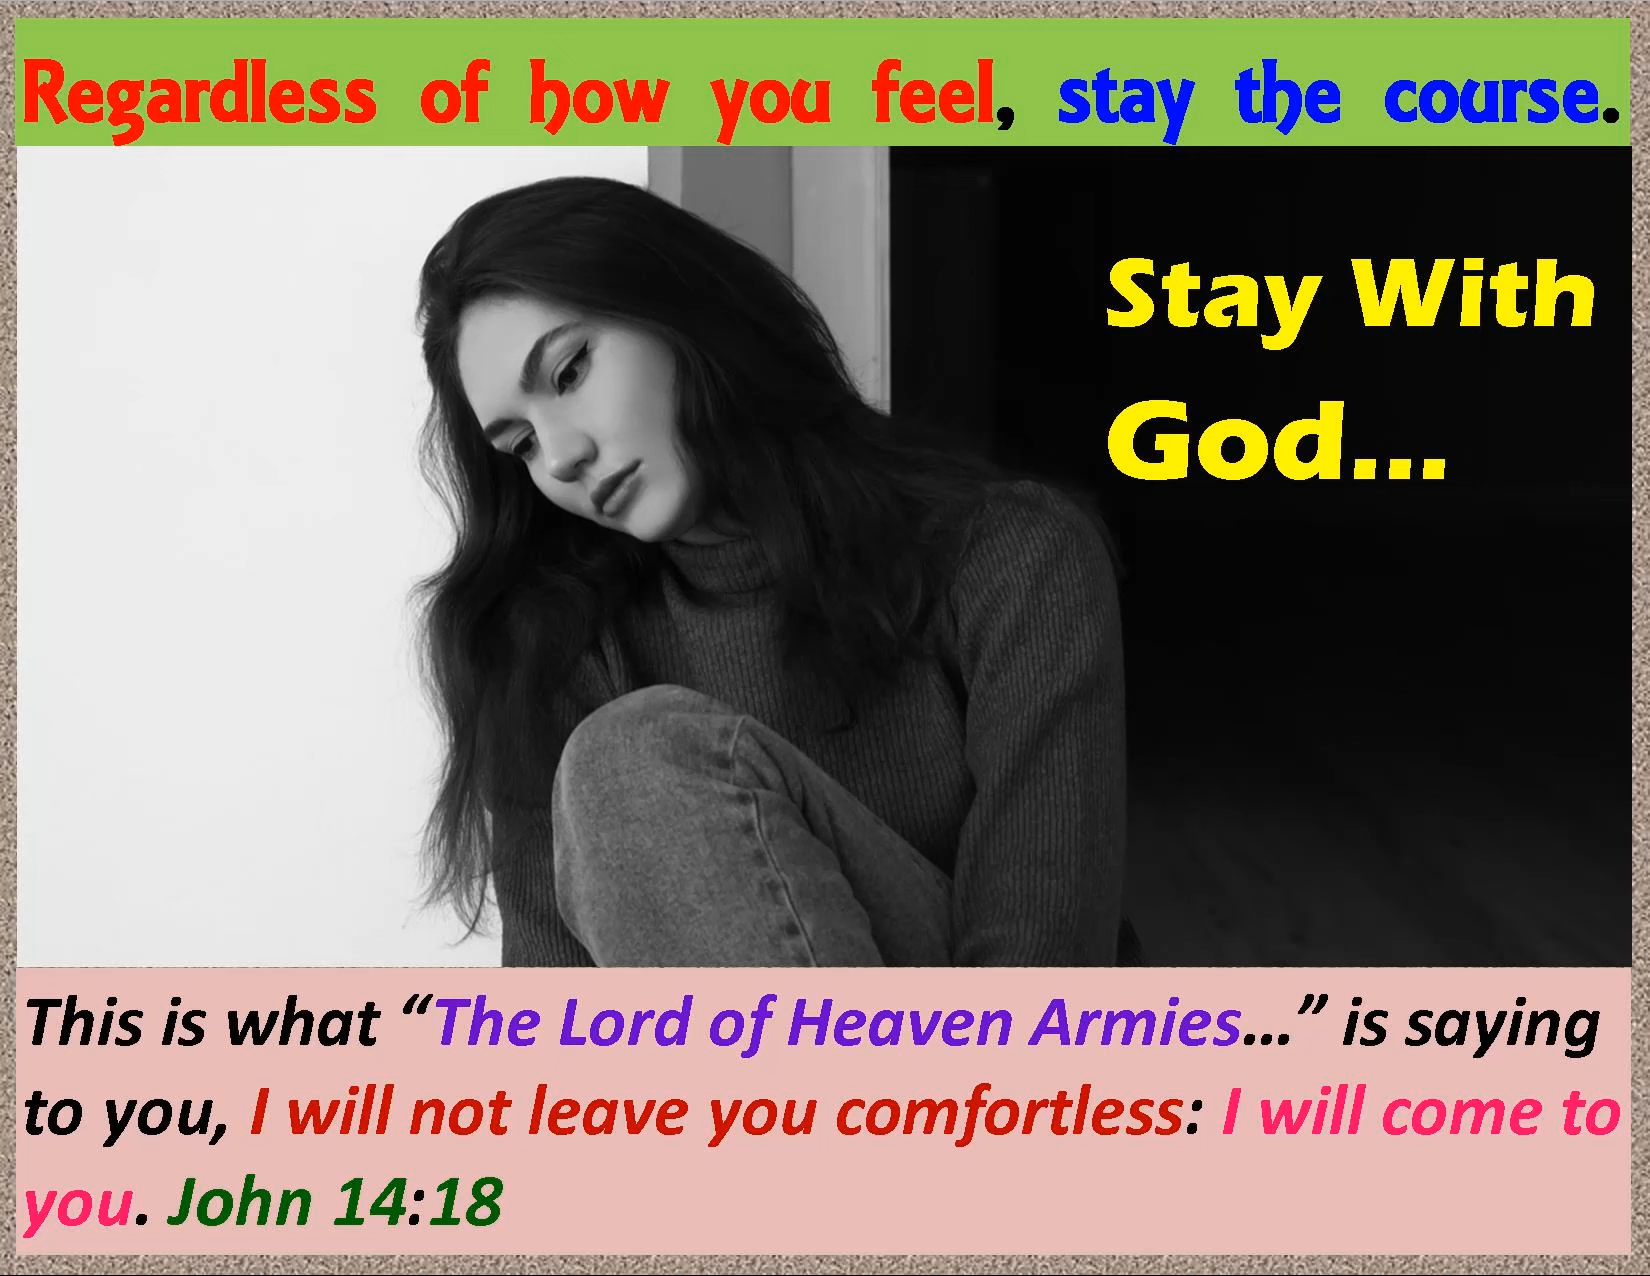 Regardless of how you feel, stay the course.
Stay With
God...
This is what “The Lord of Heaven Armies...” is saying
to you, I will not leave you comfortless: I will come to
you. John 14:18